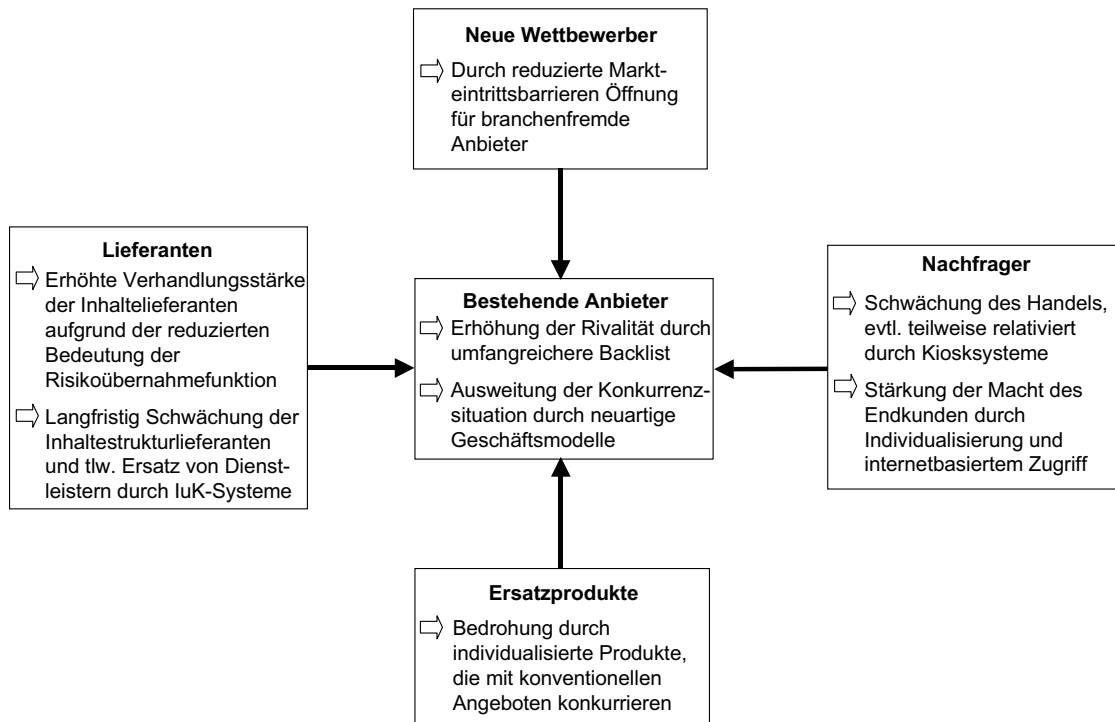 Neue Wettbewerber
Durch reduzierte Markt-
eintrittsbarrieren Öffnung
für branchenfremde
Anbieter
Lieferanten
Erhöhte Verhandlungsstärke
der Inhaltelieferanten
aufgrund der reduzierten
Bedeutung der
Risikoübernahmefunktion
Langfristig Schwächung der
Inhaltestrukturlieferanten
und tlw. Ersatz von Dienst-
leistern durch IuK-Systeme
Bestehende Anbieter
Erhöhung der Rivalität durch
umfangreichere Backlist
Ausweitung der Konkurrenz-
situation durch neuartige
Geschäftsmodelle
Nachfrager
Schwächung des Handels,
evtl. teilweise relativiert
durch Kiosksysteme
Stärkung der Macht des
Endkunden durch
Individualisierung und
internetbasiertem Zugriff
Ersatzprodukte
Bedrohung durch
individualisierte Produkte,
die mit konventionellen
Angeboten konkurrieren